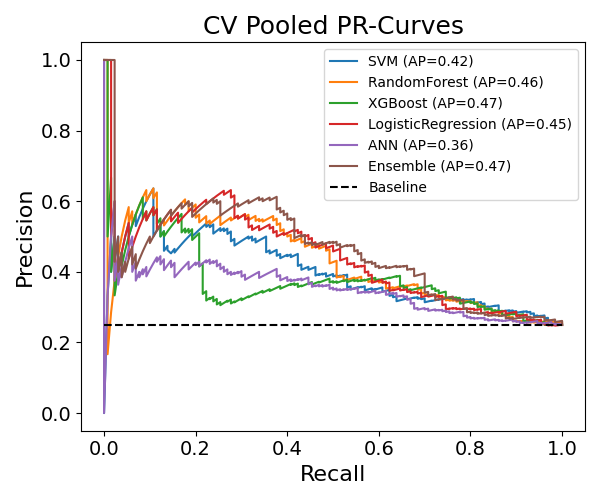 CV Pooled PR-Curves
SVM (AP=0.42)
RandomForest (AP=0.46)
XGBoost (AP=0.47)
LogisticRegression (AP=0.45)
ANN (AP=0.36)
Ensemble (AP=0.47)
Baseline
Precision
1.0
0.8
0.6
0.4
0.2
0.0
0.0 0.2 0.4 0.6 0.8 1.0
Recall